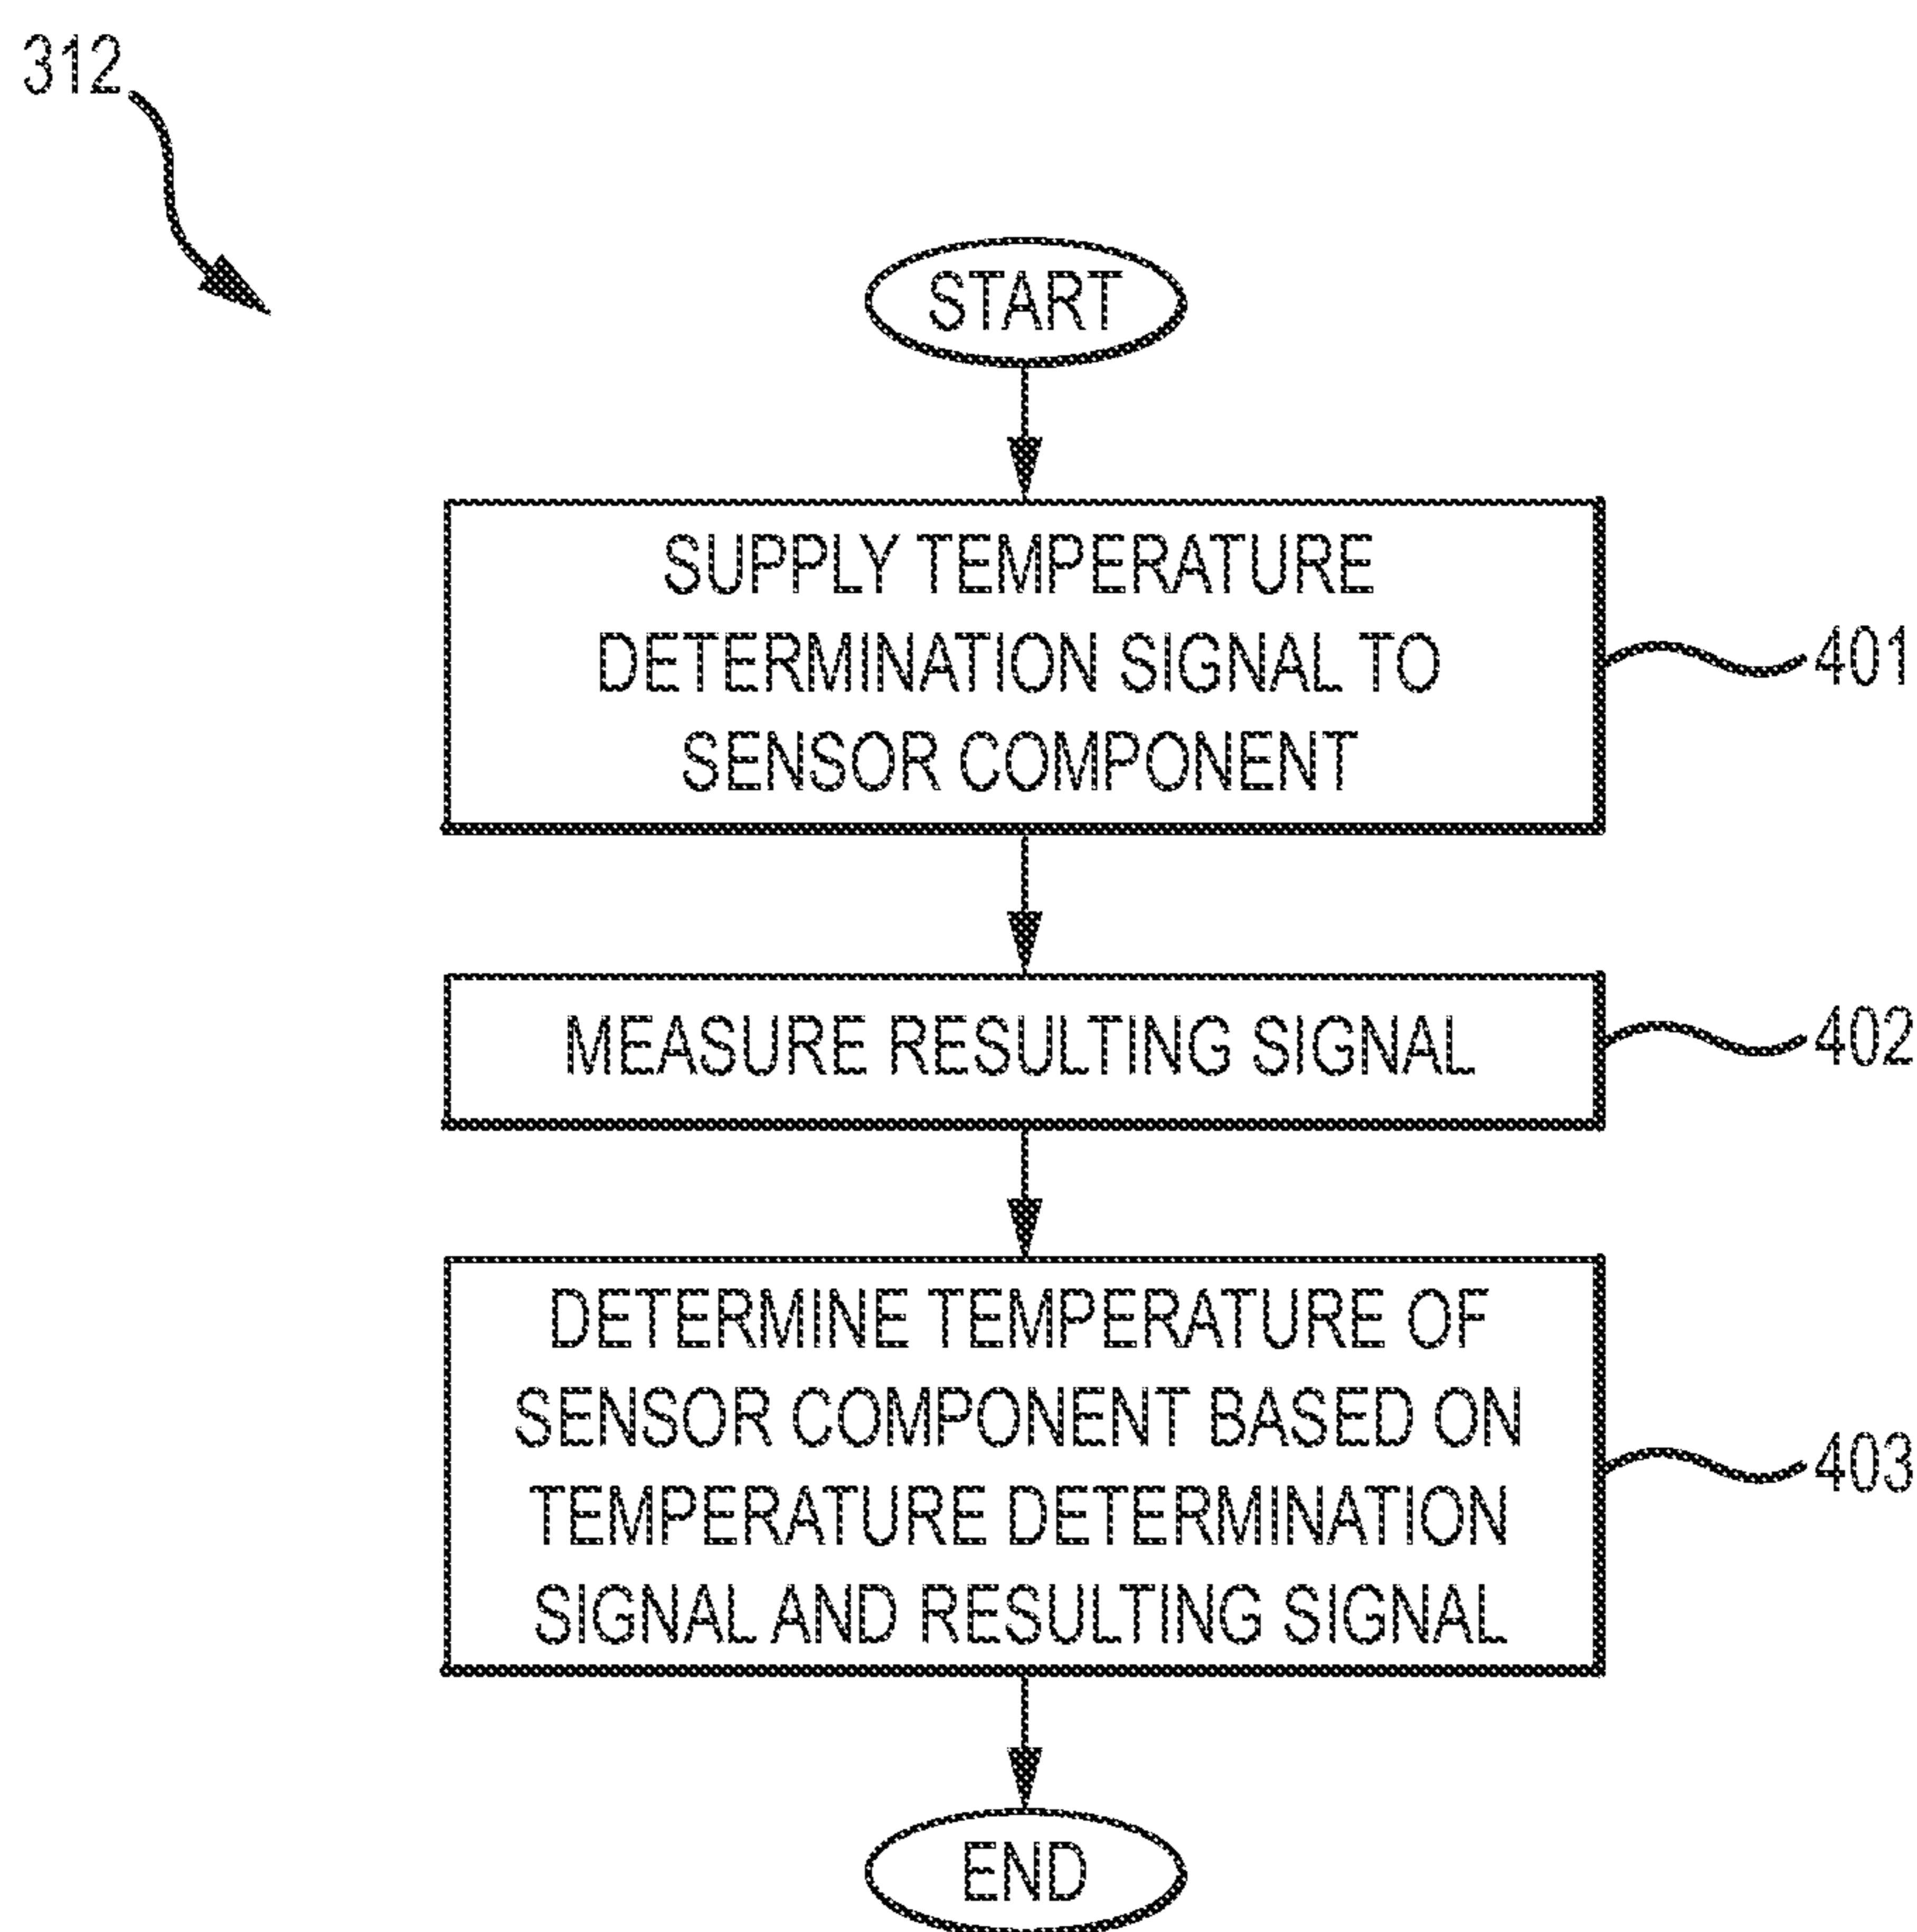 312
START
SUPPLY TEMPERATURE
DETERMINATION SIGNAL TO
SENSOR COMPONENT
401
MEASURE RESULTING SIGNAL
402
DETERMINE TEMPERATURE OF
SENSOR COMPONENT BASED ON
TEMPERATURE DETERMINATION
SIGNAL AND RESULTING SIGNAL
403
END